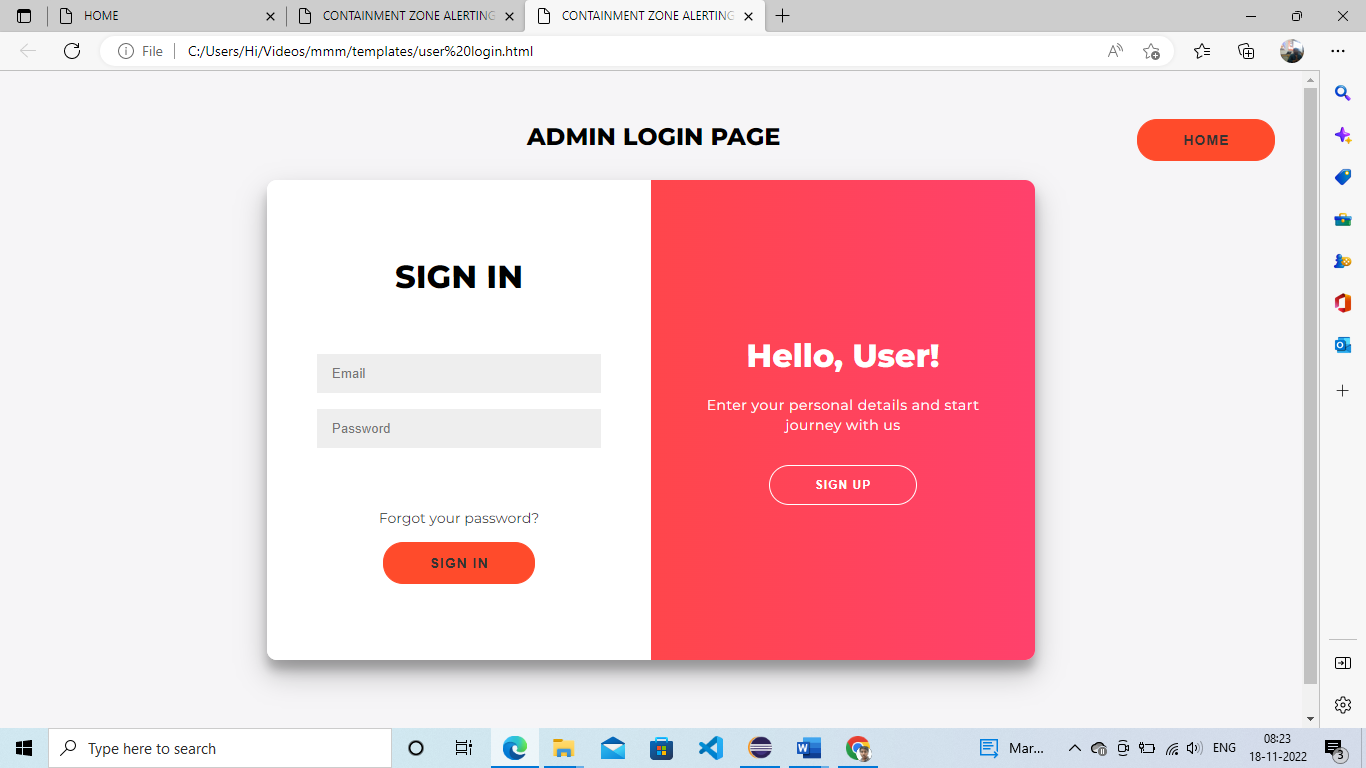 HOME
CONTAINMENT ZONE ALERTING
CONTAINMENT ZONE ALERTING
File
C:/Users/Hi/Videos/mmm/templates/user%20login.html
ADMIN LOGIN PAGE
HOME
SIGN IN
Email
Password
Forgot your password?
SIGN IN
Hello, User!
Enter your personal details and start
journey with us
SIGN UP
Type here to search
Mar...
ENG
08:23
18-11-2022
3